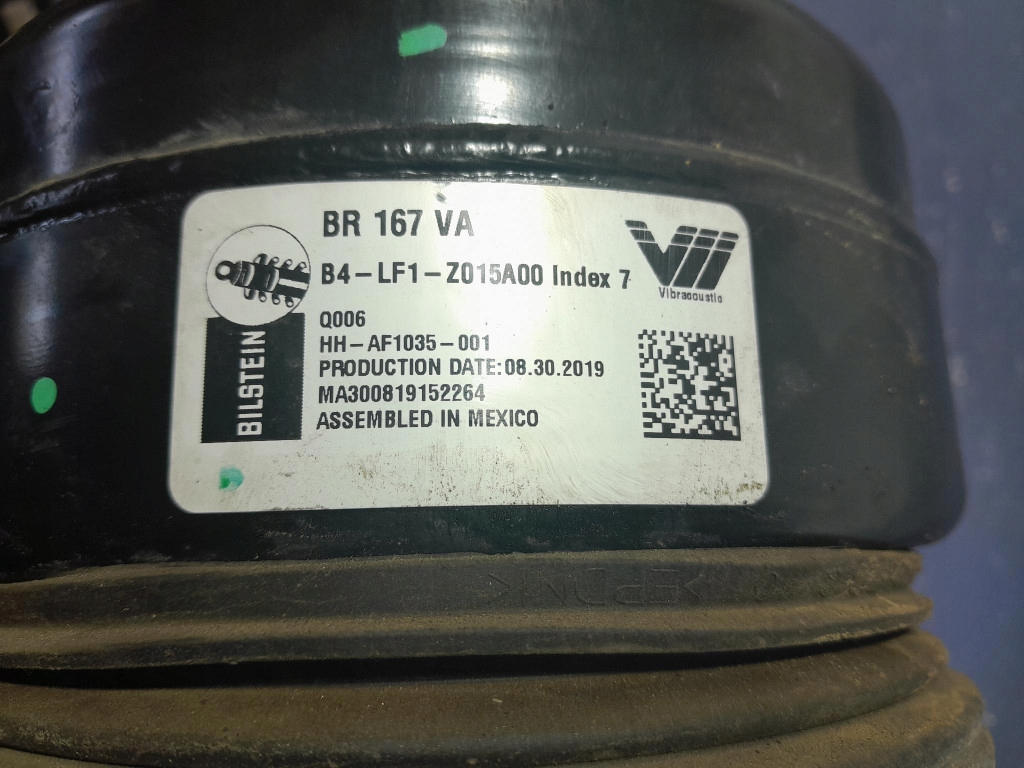 BR 167 VA
B4-LF1-Z015A00 Index 7
Vibracoustic
Q006
HH-AF1035-001
PRODUCTION DATE:08.30.2019
MA300819152264
ASSEMBLED IN MEXICO
BILSTEIN